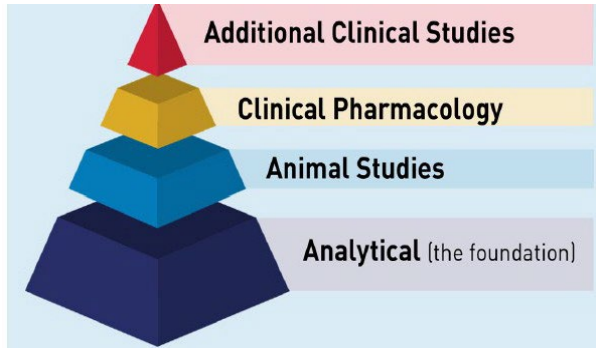 Additional Clinical Studies
Clinical Pharmacology
Animal Studies
Analytical (the foundation)